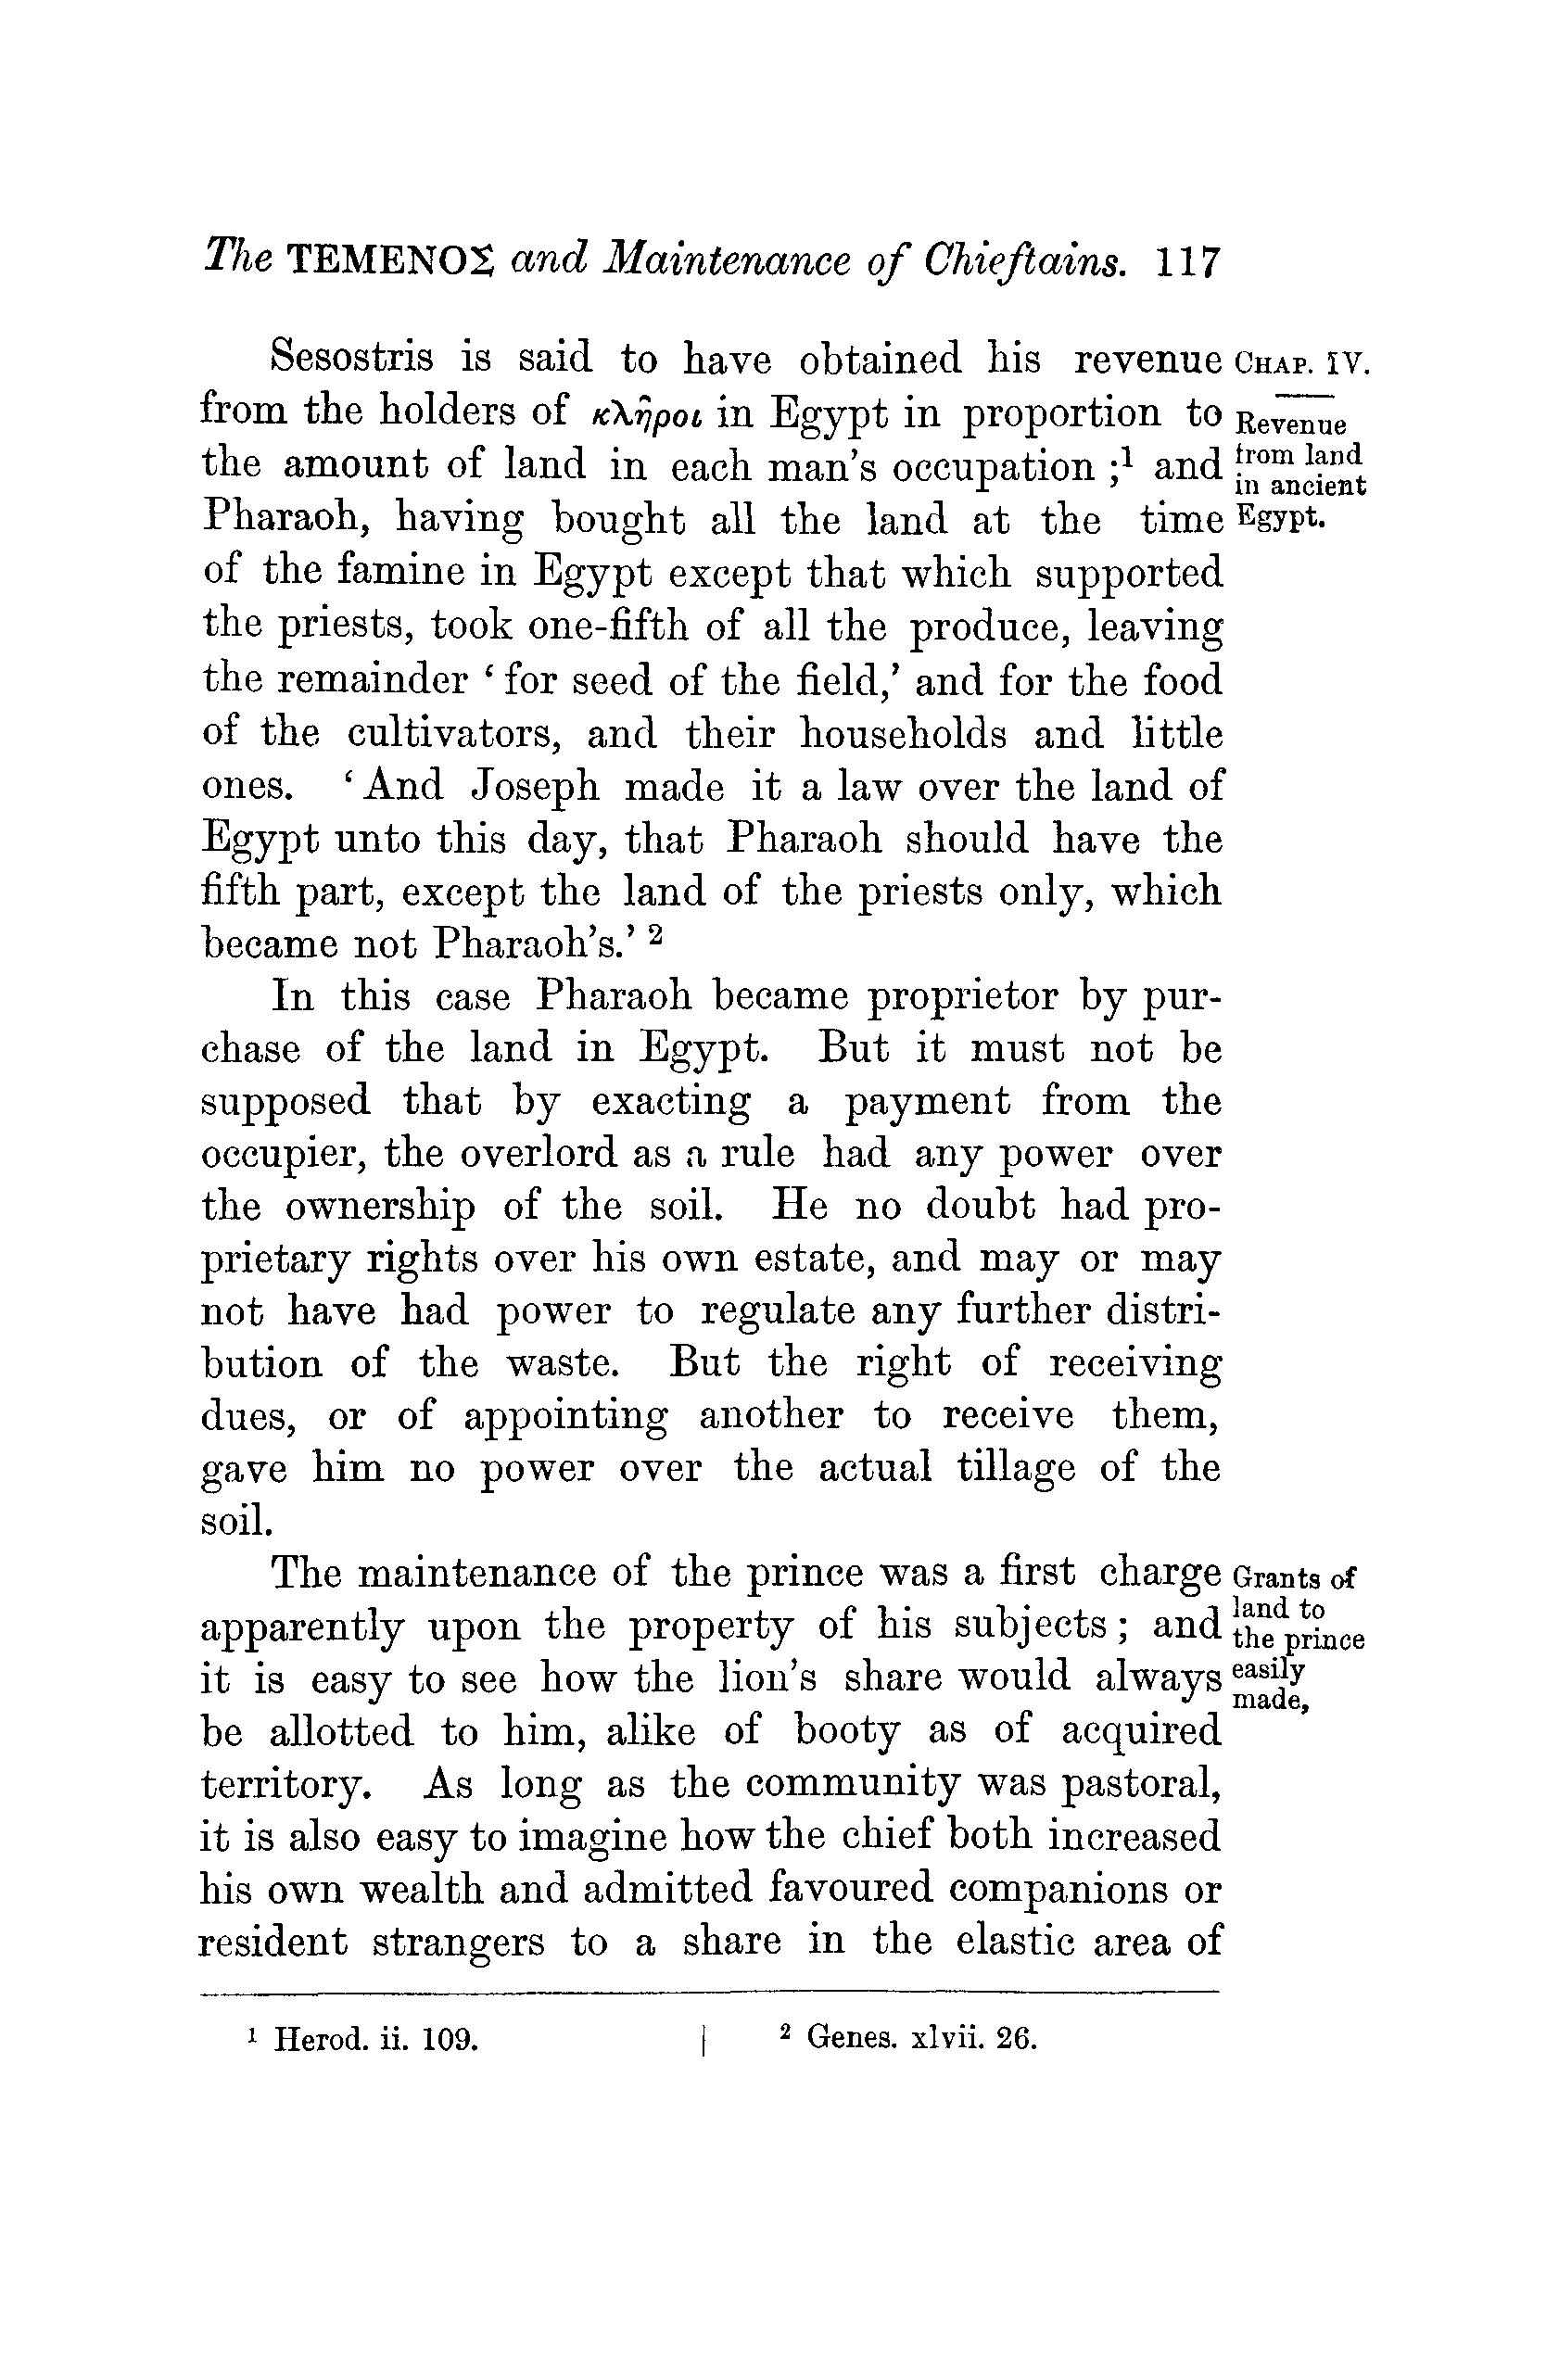 The TEMENOΣ and Maintenance of Chieftains. 117
Sesostris is said to have obtained his revenue
from the holders of κλῆροι in Egypt in proportion to
the amount of land in each man's occupation ;¹ and
Pharaoh, having bought all the land at the time
of the famine in Egypt except that which supported
the priests, took one-fifth of all the produce, leaving
the remainder ‘ for seed of the field,’ and for the food
of the cultivators, and their households and little
ones. ‘ And Joseph made it a law over the land of
Egypt unto this day, that Pharaoh should have the
fifth part, except the land of the priests only, which
became not Pharaoh's.’ ²
CHAP. IV.
Revenue
from land
in ancient
Egypt.
In this case Pharaoh became proprietor by pur-
chase of the land in Egypt. But it must not be
supposed that by exacting a payment from the
occupier, the overlord as a rule had any power over
the ownership of the soil. He no doubt had pro-
prietary rights over his own estate, and may or may
not have had power to regulate any further distri-
bution of the waste. But the right of receiving
dues, or of appointing another to receive them,
gave him no power over the actual tillage of the
soil.
The maintenance of the prince was a first charge
apparently upon the property of his subjects ; and
it is easy to see how the lion's share would always
be allotted to him, alike of booty as of acquired
territory. As long as the community was pastoral,
it is also easy to imagine how the chief both increased
his own wealth and admitted favoured companions or
resident strangers to a share in the elastic area of
Grants of
land to
the prince
easily
made,
¹ Herod. ii. 109.
² Genes. xlvii. 26.